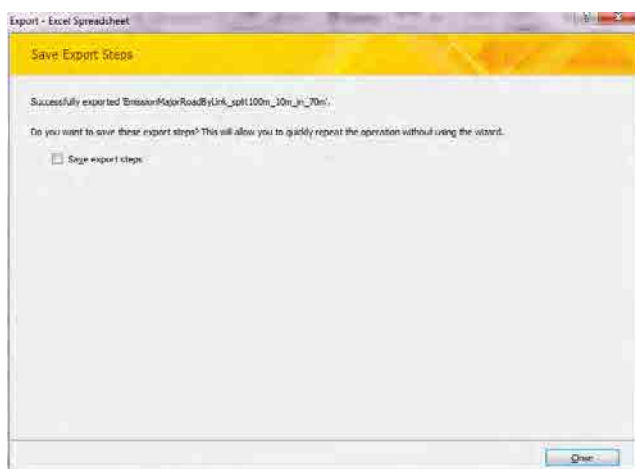 Export - Excel Spreadsheet
Save Export Steps
Successfully exported 'EmissionMajorRoadByLink_split100m_10m_in_70m'.
Do you want to save these export steps? This will allow you to quickly repeat the operation without using the wizard.
Save export steps
Close